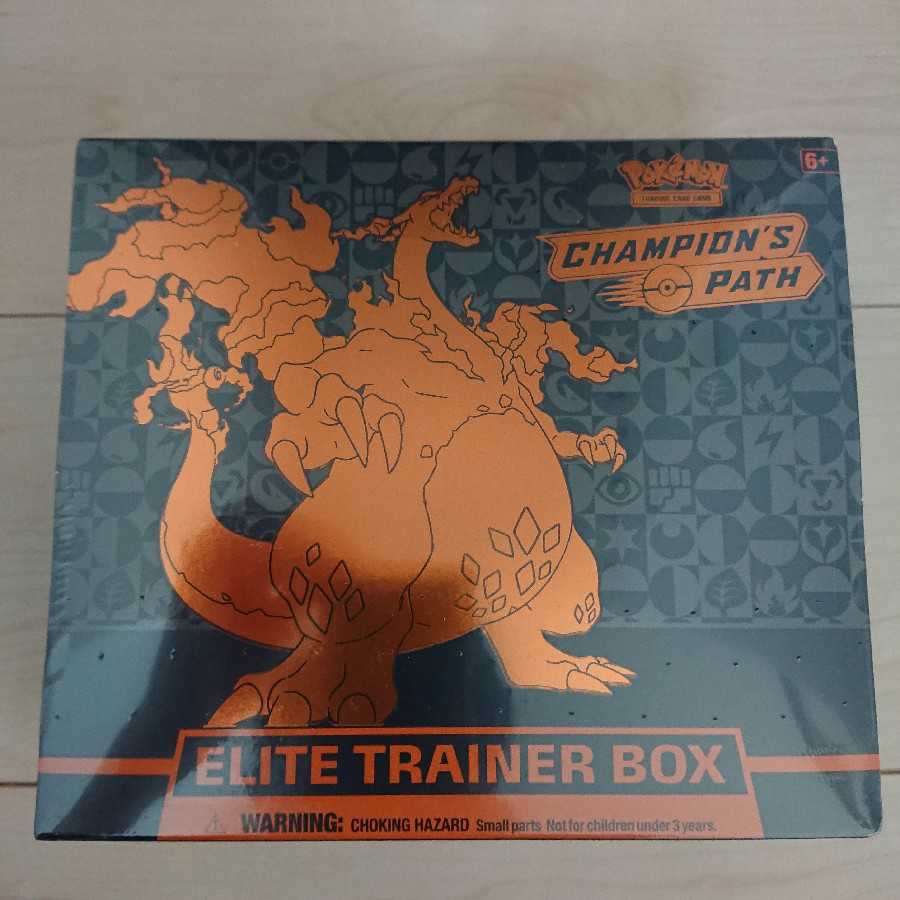 6+
POKÉMON
TRADING CARD GAME
CHAMPION'S
PATH
ELITE TRAINER BOX
⚠ WARNING: CHOKING HAZARD Small parts Not for children under 3 years.